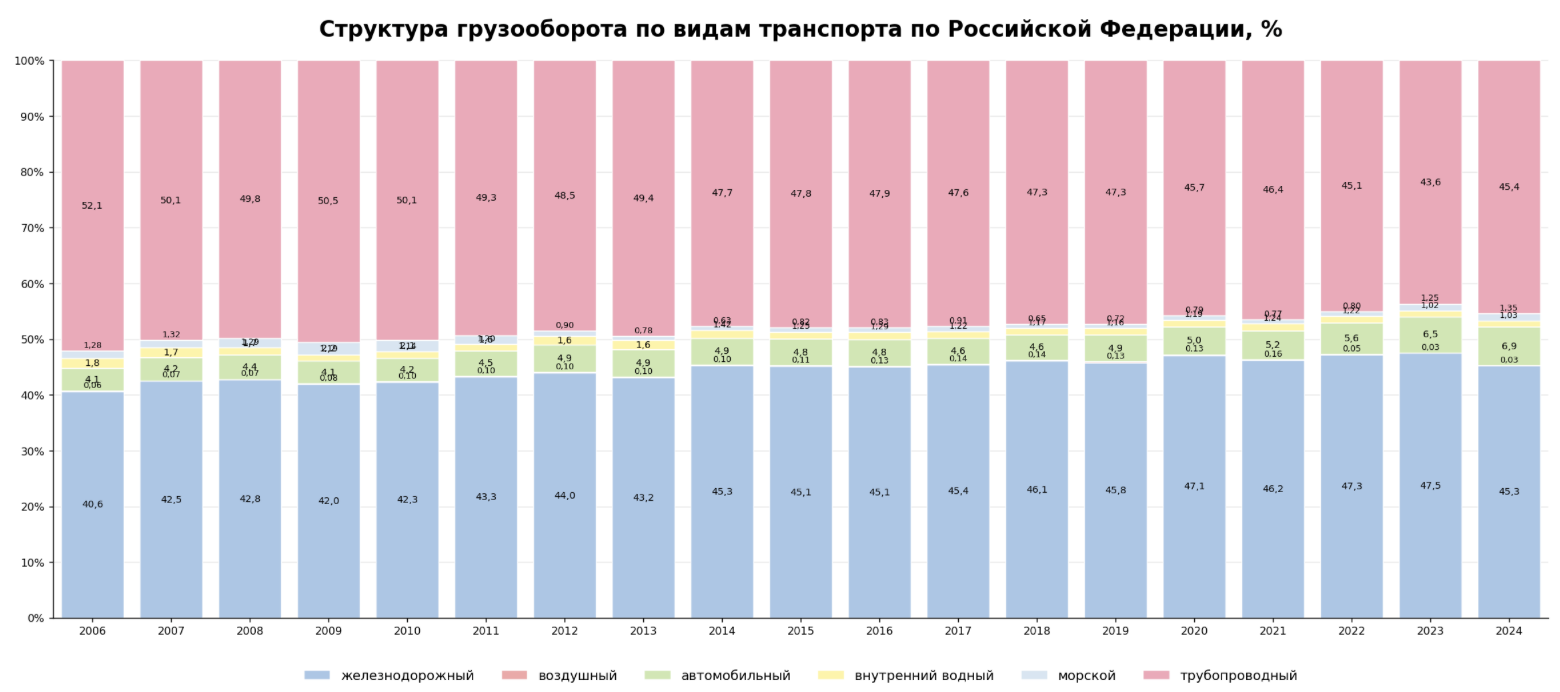 Структура грузооборота по видам транспорта по Российской Федерации, %
100%
90%
80%
70%
60%
50%
40%
30%
20%
10%
0%
52,1 50,1 49,8 50,5 50,1 49,3 48,5 49,4 47,7 47,8 47,9 47,6 47,3 47,3 45,7 46,4 45,1 43,6 45,4
1,28 1,32 1,29 0,90 0,78 0,63 0,82 0,83 0,91 0,65 0,72 0,79 0,77 0,80 1,25 1,35
1,8 1,7 1,6 1,6 1,42 1,25 1,29 1,22 1,17 1,16 1,19 1,24 1,22 1,02 1,03
4,1 4,2 4,4 4,1 4,2 4,5 4,9 4,9 4,9 4,8 4,8 4,6 4,6 4,9 5,0 5,2 5,6 6,5 6,9
0,06 0,07 0,07 0,08 0,10 0,10 0,10 0,10 0,10 0,11 0,13 0,14 0,14 0,13 0,13 0,16 0,05 0,03 0,03
40,6 42,5 42,8 42,0 42,3 43,3 44,0 43,2 45,3 45,1 45,1 45,4 46,1 45,8 47,1 46,2 47,3 47,5 45,3
2006 2007 2008 2009 2010 2011 2012 2013 2014 2015 2016 2017 2018 2019 2020 2021 2022 2023 2024
железнодорожный воздушный автомобильный внутренний водный морской трубопроводный